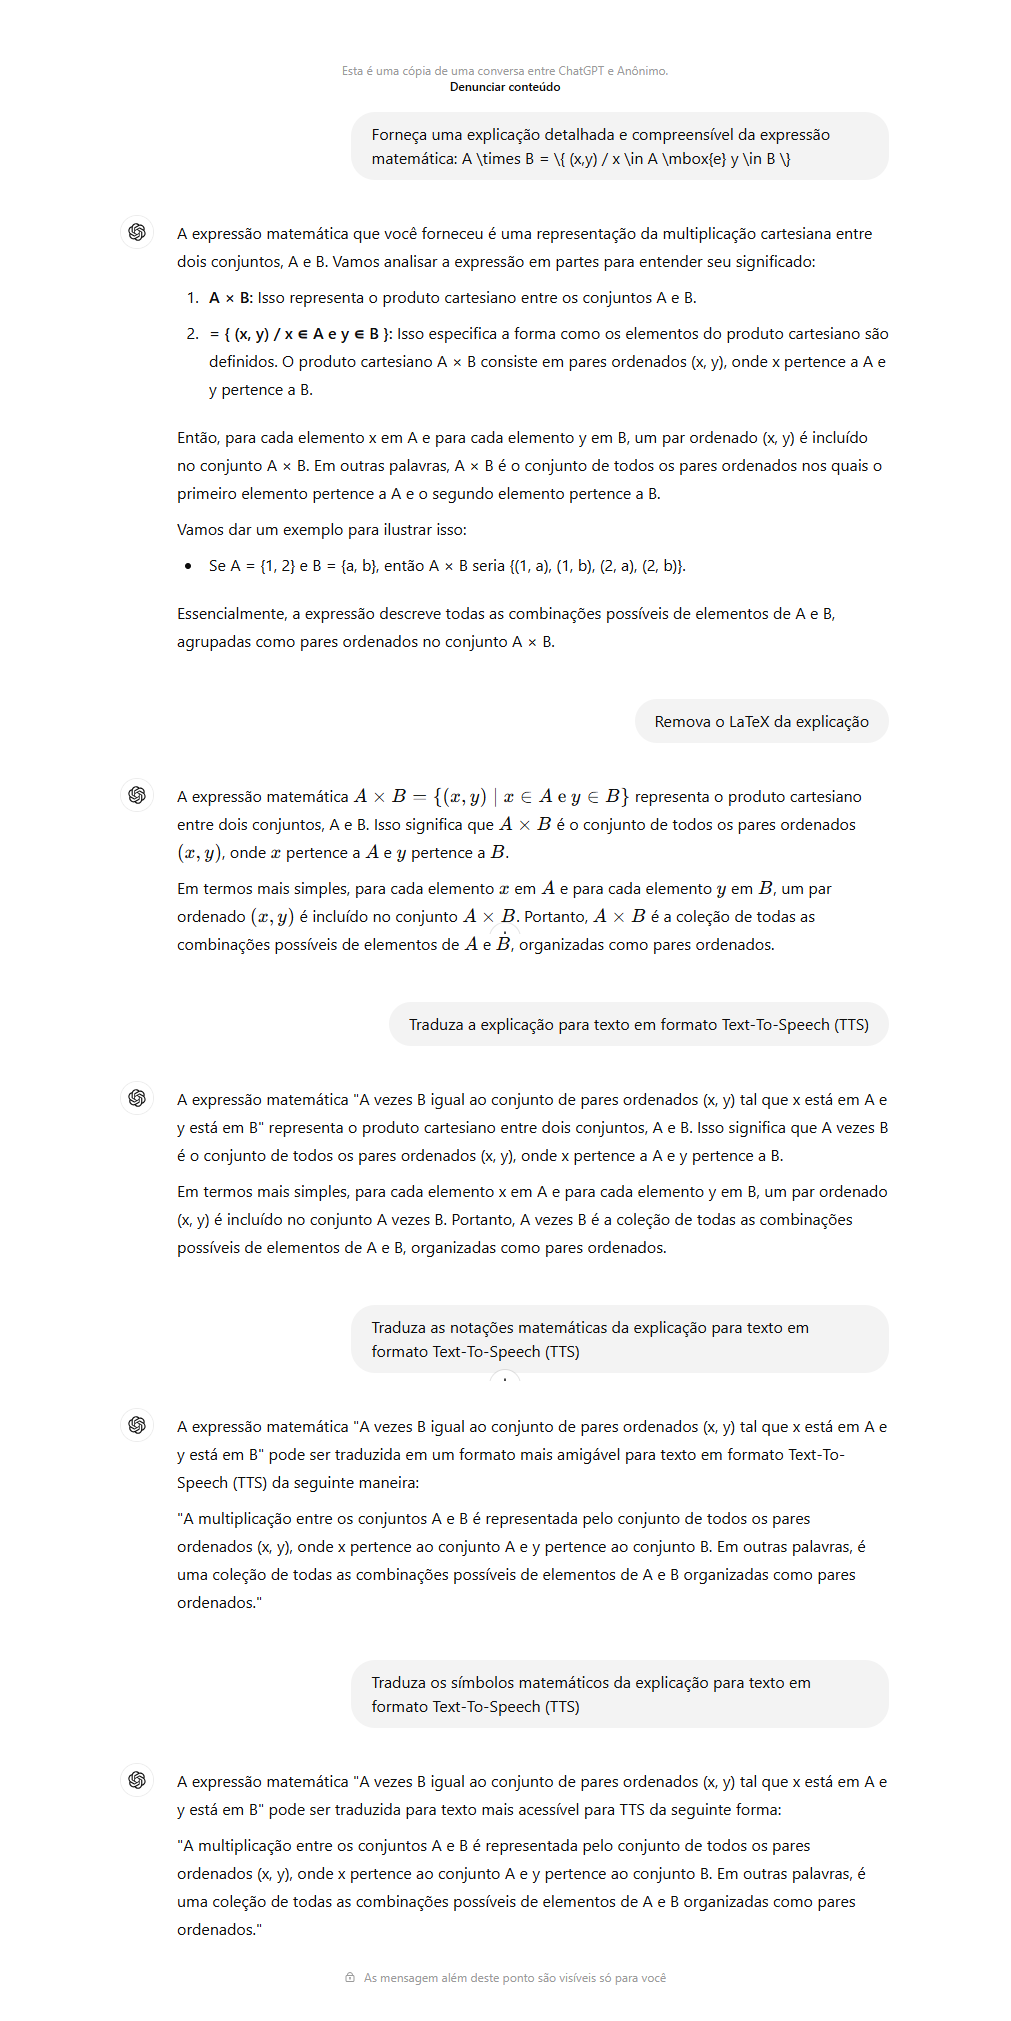 Esta é uma cópia de uma conversa entre ChatGPT e Anônimo.
Denunciar conteúdo
Forneça uma explicação detalhada e compreensível da expressão
matemática: A \times B = \{ (x,y) / x \in A \mbox{e} y \in B \}
A expressão matemática que você forneceu é uma representação da multiplicação cartesiana entre
dois conjuntos, A e B. Vamos analisar a expressão em partes para entender seu significado:
1. A × B: Isso representa o produto cartesiano entre os conjuntos A e B.
2. = { (x, y) / x ∈ A e y ∈ B }: Isso especifica a forma como os elementos do produto cartesiano são
definidos. O produto cartesiano A × B consiste em pares ordenados (x, y), onde x pertence a A e
y pertence a B.
Então, para cada elemento x em A e para cada elemento y em B, um par ordenado (x, y) é incluído
no conjunto A × B. Em outras palavras, A × B é o conjunto de todos os pares ordenados nos quais o
primeiro elemento pertence a A e o segundo elemento pertence a B.
Vamos dar um exemplo para ilustrar isso:
• Se A = {1, 2} e B = {a, b}, então A × B seria {(1, a), (1, b), (2, a), (2, b)}.
Essencialmente, a expressão descreve todas as combinações possíveis de elementos de A e B,
agrupadas como pares ordenados no conjunto A × B.
Remova o LaTeX da explicação
A expressão matemática A × B = {(x, y) | x ∈ A e y ∈ B} representa o produto cartesiano
entre dois conjuntos, A e B. Isso significa que A × B é o conjunto de todos os pares ordenados
(x, y), onde x pertence a A e y pertence a B.
Em termos mais simples, para cada elemento x em A e para cada elemento y em B, um par
ordenado (x, y) é incluído no conjunto A × B. Portanto, A × B é a coleção de todas as
combinações possíveis de elementos de A e B, organizadas como pares ordenados.
Traduza a explicação para texto em formato Text-To-Speech (TTS)
A expressão matemática "A vezes B igual ao conjunto de pares ordenados (x, y) tal que x está em A e
y está em B" representa o produto cartesiano entre dois conjuntos, A e B. Isso significa que A vezes B
é o conjunto de todos os pares ordenados (x, y), onde x pertence a A e y pertence a B.
Em termos mais simples, para cada elemento x em A e para cada elemento y em B, um par ordenado
(x, y) é incluído no conjunto A vezes B. Portanto, A vezes B é a coleção de todas as combinações
possíveis de elementos de A e B, organizadas como pares ordenados.
Traduza as notações matemáticas da explicação para texto em
formato Text-To-Speech (TTS)
A expressão matemática "A vezes B igual ao conjunto de pares ordenados (x, y) tal que x está em A e
y está em B" pode ser traduzida em um formato mais amigável para texto em formato Text-To-
Speech (TTS) da seguinte maneira:
"A multiplicação entre os conjuntos A e B é representada pelo conjunto de todos os pares
ordenados (x, y), onde x pertence ao conjunto A e y pertence ao conjunto B. Em outras palavras, é
uma coleção de todas as combinações possíveis de elementos de A e B organizadas como pares
ordenados."
Traduza os símbolos matemáticos da explicação para texto em
formato Text-To-Speech (TTS)
A expressão matemática "A vezes B igual ao conjunto de pares ordenados (x, y) tal que x está em A e
y está em B" pode ser traduzida para texto mais acessível para TTS da seguinte forma:
"A multiplicação entre os conjuntos A e B é representada pelo conjunto de todos os pares
ordenados (x, y), onde x pertence ao conjunto A e y pertence ao conjunto B. Em outras palavras, é
uma coleção de todas as combinações possíveis de elementos de A e B organizadas como pares
ordenados."
As mensagem além deste ponto são visíveis só para você